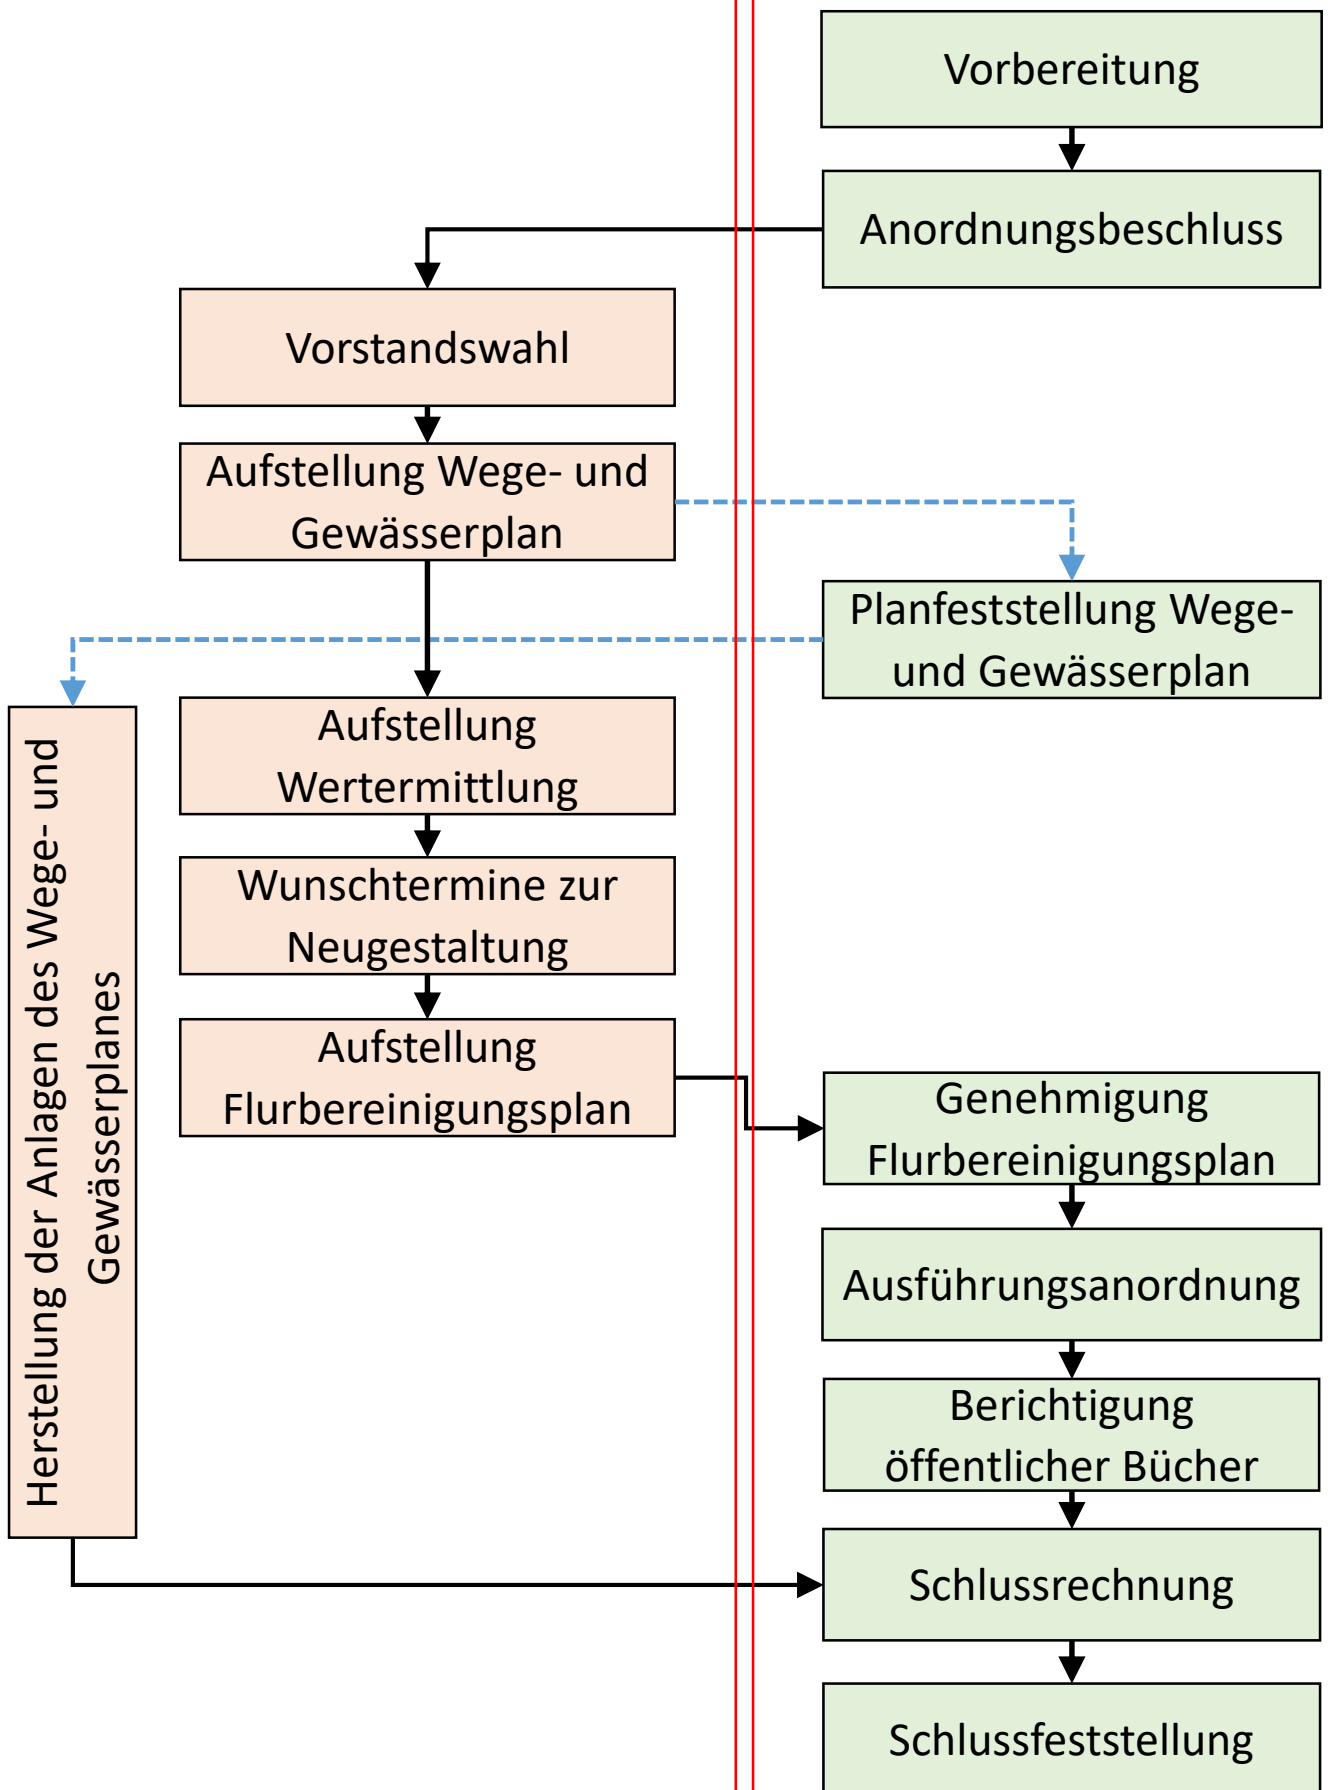 Vorbereitung
Anordnungsbeschluss
Vorstandswahl
Aufstellung Wege- und
Gewässerplan
Planfeststellung Wege-
und Gewässerplan
Herstellung der Anlagen des Wege- und
Gewässerplanes
Aufstellung
Wertermittlung
Wunschtermine zur
Neugestaltung
Aufstellung
Flurbereinigungsplan
Genehmigung
Flurbereinigungsplan
Ausführungsanordnung
Berichtigung
öffentlicher Bücher
Schlussrechnung
Schlussfeststellung